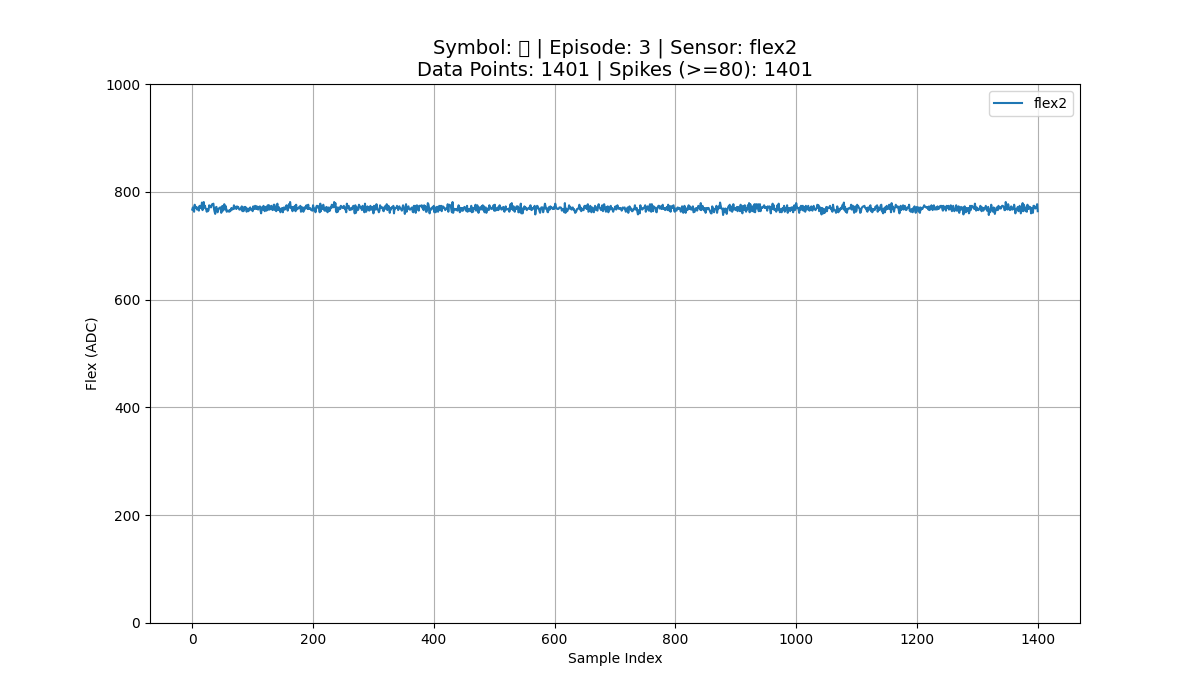 Symbol: | Episode: 3 | Sensor: flex2
Data Points: 1401 | Spikes (>=80): 1401
flex2
1000
800
600
400
200
0
Flex (ADC)
0 200 400 600 800 1000 1200 1400
Sample Index